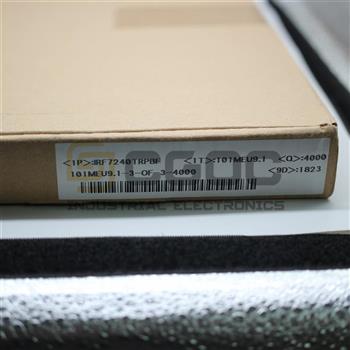 <1P>:IRF7240TRPBF <1T>:101MEU9.1 <Q>:4000
101MEU9.1-3-OF-3-4000 <9D>:1823
INDUSTRIAL ELECTRONICS